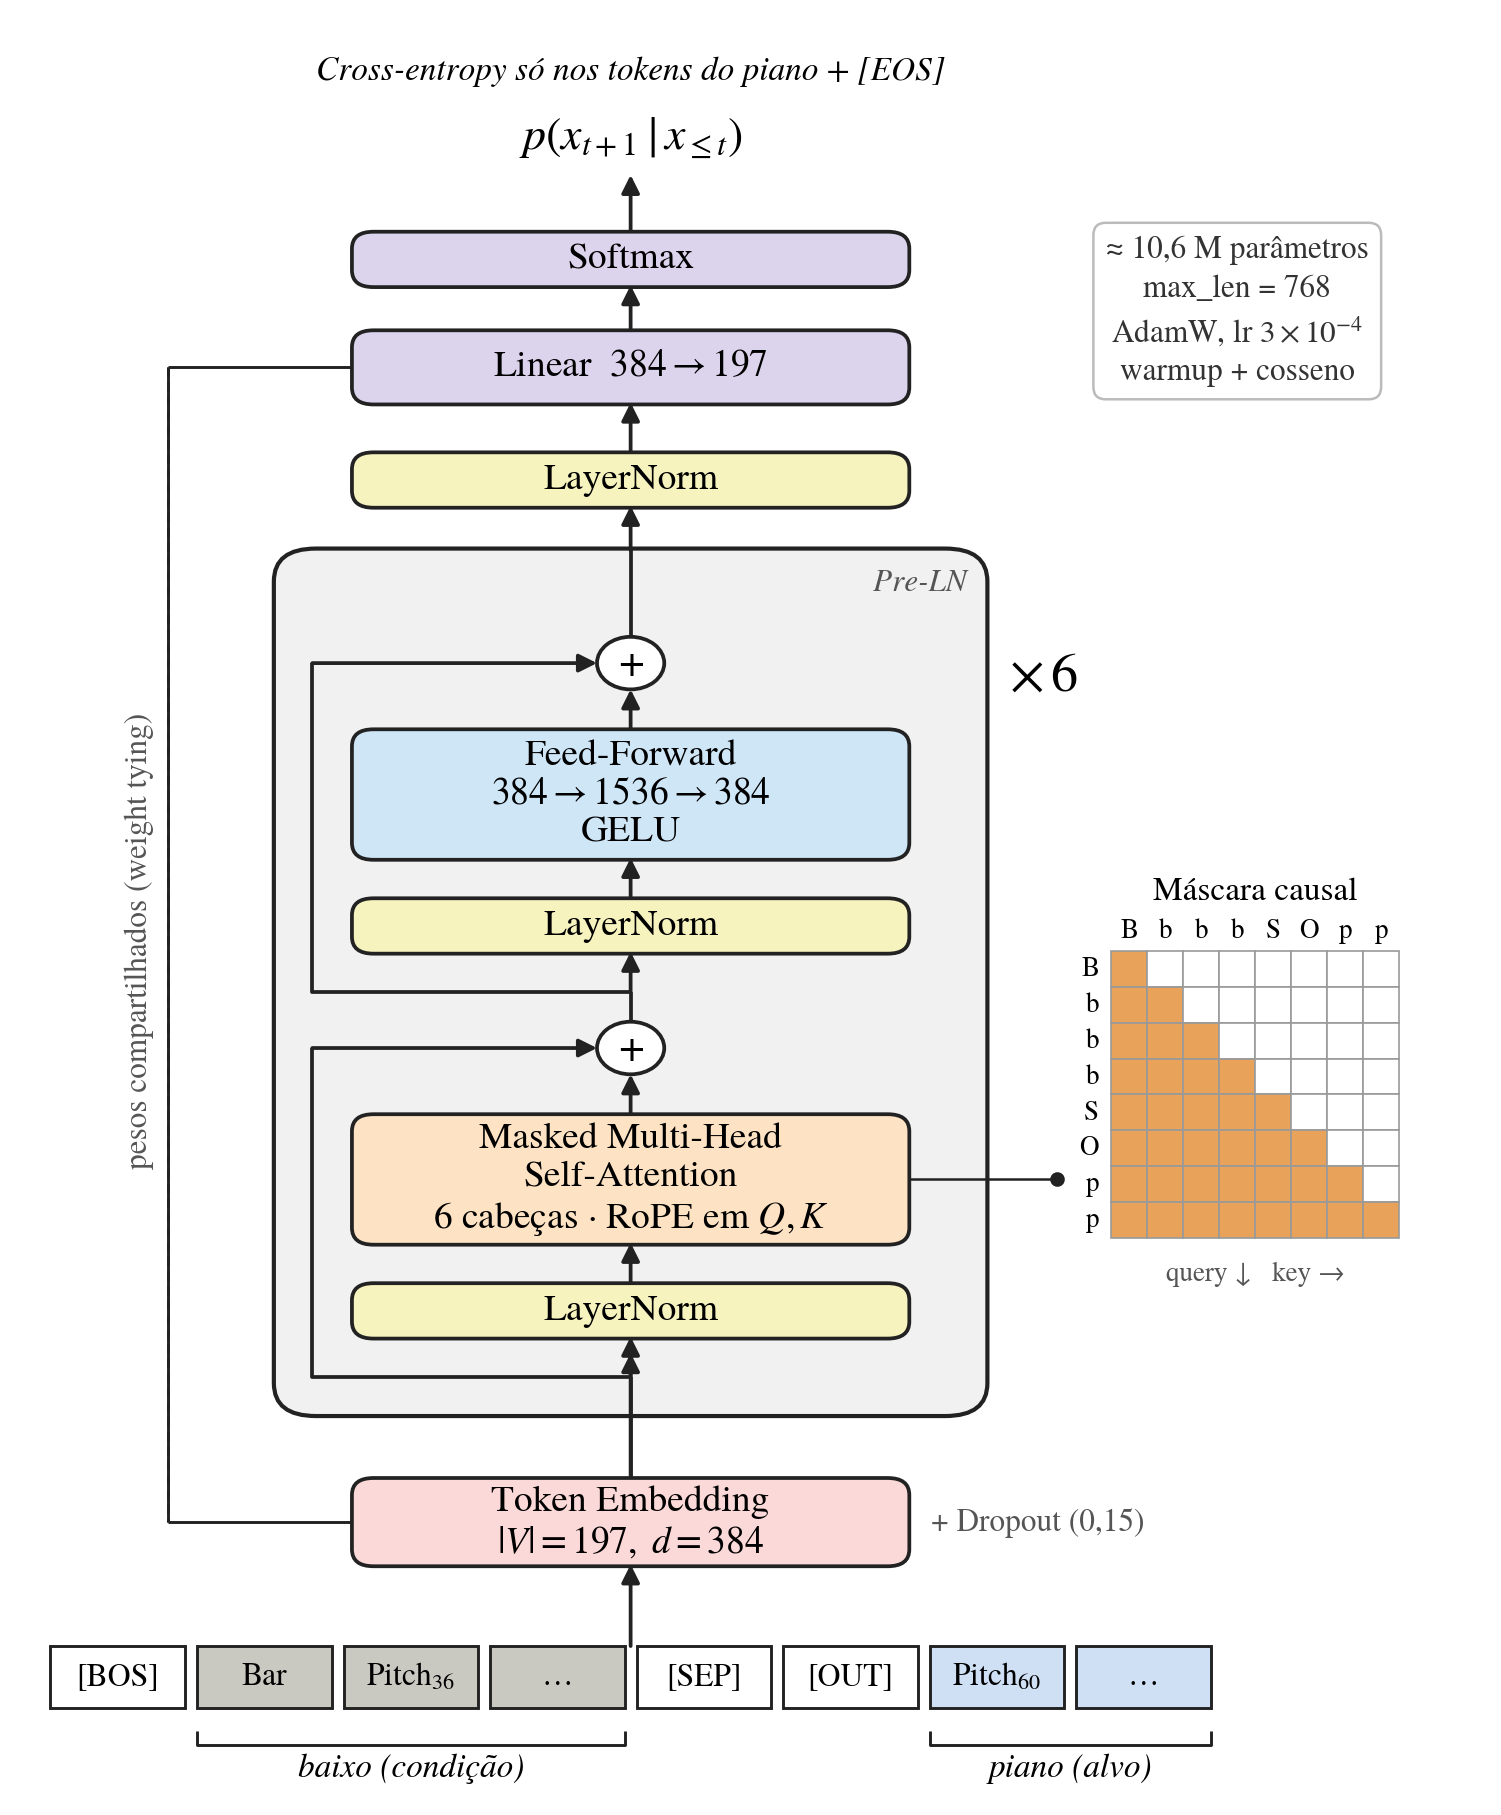 Cross-entropy só nos tokens do piano + [EOS]
p(x_{t+1} | x_{≤t})
Softmax
≈ 10,6 M parâmetros
max_len = 768
AdamW, lr 3 × 10⁻⁴
warmup + cosseno
Linear 384 → 197
LayerNorm
Pre-LN
+
×6
Feed-Forward
384 → 1536 → 384
GELU
LayerNorm
+
Masked Multi-Head
Self-Attention
6 cabeças · RoPE em Q, K
LayerNorm
pesos compartilhados (weight tying)
Máscara causal
B b b b S O p p
B
b
b
b
S
O
p
p
query ↓ key →
Token Embedding
|V| = 197, d = 384
+ Dropout (0,15)
[BOS] Bar Pitch₃₆ … [SEP] [OUT] Pitch₆₀ …
baixo (condição) piano (alvo)